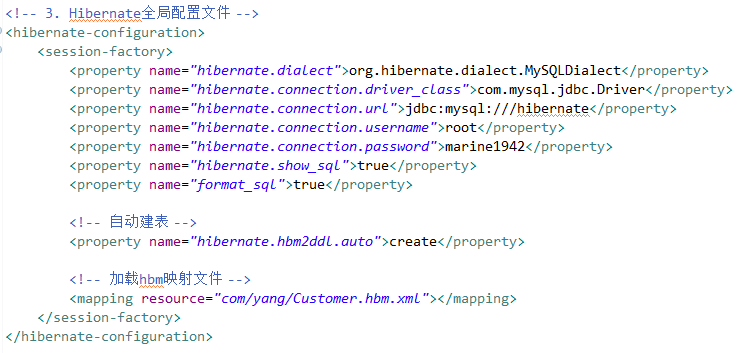 <!-- 3. Hibernate全局配置文件 -->
<hibernate-configuration>
<session-factory>
<property name="hibernate.dialect">org.hibernate.dialect.MySQLDialect</property>
<property name="hibernate.connection.driver_class">com.mysql.jdbc.Driver</property>
<property name="hibernate.connection.url">jdbc:mysql:///hibernate</property>
<property name="hibernate.connection.username">root</property>
<property name="hibernate.connection.password">marine1942</property>
<property name="hibernate.show_sql">true</property>
<property name="format_sql">true</property>
<!-- 自动建表 -->
<property name="hibernate.hbm2ddl.auto">create</property>
<!-- 加载hbm映射文件 -->
<mapping resource="com/yang/Customer.hbm.xml"></mapping>
</session-factory>
</hibernate-configuration>